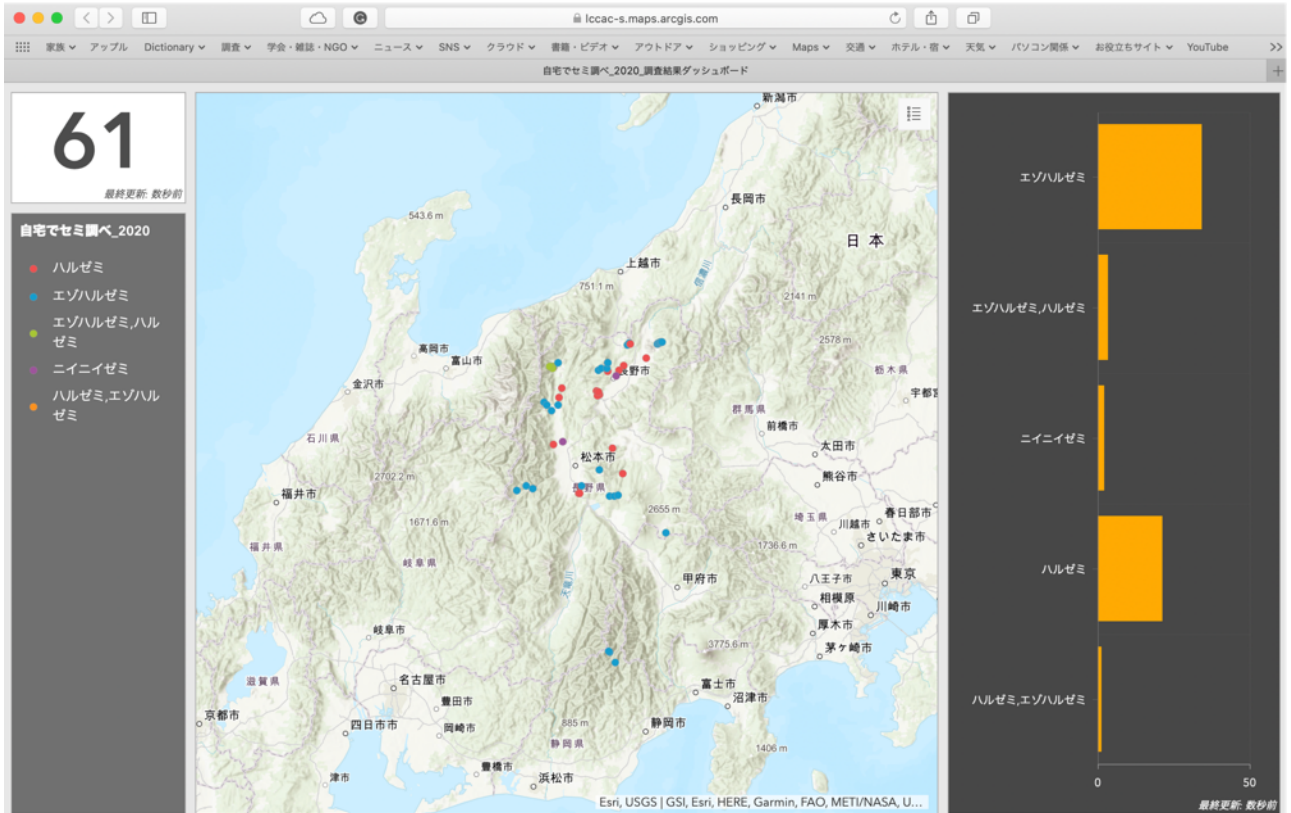 lccac-s.maps.arcgis.com
家族 アップル Dictionary 調査 学会・雑誌・NGO ニュース SNS クラウド 書籍・ビデオ アウトドア ショッピング Maps 交通 ホテル・宿 天気 パソコン関係 お役立ちサイト YouTube >>
自宅でセミ調べ_2020_調査結果ダッシュボード
61
最終更新: 数秒前
自宅でセミ調べ_2020
ハルゼミ
エゾハルゼミ
エゾハルゼミ,ハル
ゼミ
ニイニイゼミ
ハルゼミ,エゾハル
ゼミ
新潟市
長岡市
543.6 m
日本
上越市
信濃川
751.1 m
2141 m
2578 m
高岡市
富山市
長野市
栃木県
金沢市
宇都宮
群馬県
前橋市
石川県
太田市
松本市
熊谷市
2702.2 m
長野県
福井市
2655 m
春日部市
埼玉県
川越市
1671.6 m
さいたま市
福井県
1736.6 m
岐阜県
東京
甲府市
八王子市
天竜川
相模原
川崎市
厚木市
岐阜市
3775.6 m
茅ヶ崎市
滋賀県
名古屋市
富士市
豊田市
沼津市
京都市
四日市市
岡崎市
885 m
静岡市
静岡県
1406 m
豊橋市
津市
浜松市
Esri, USGS | GSI, Esri, HERE, Garmin, FAO, METI/NASA, U...
エゾハルゼミ
エゾハルゼミ,ハルゼミ
ニイニイゼミ
ハルゼミ
ハルゼミ,エゾハルゼミ
0
50
最終更新: 数秒前